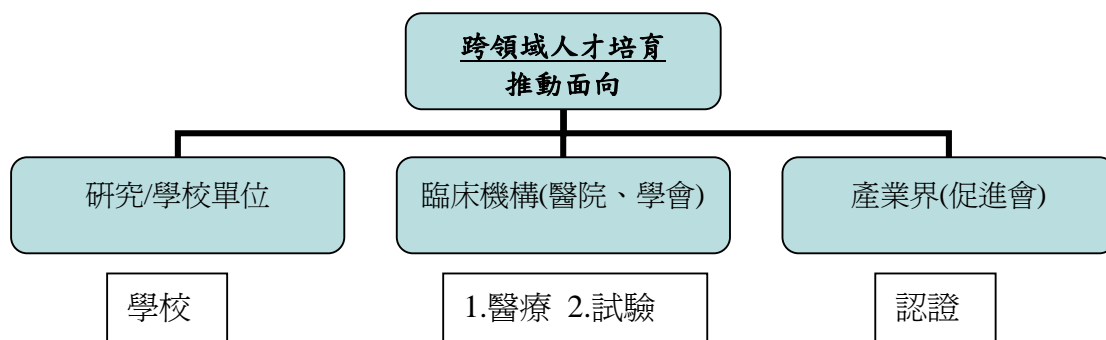 跨領域人才培育
推動面向
研究/學校單位
臨床機構(醫院、學會)
產業界(促進會)
學校
1.醫療 2.試驗
認證